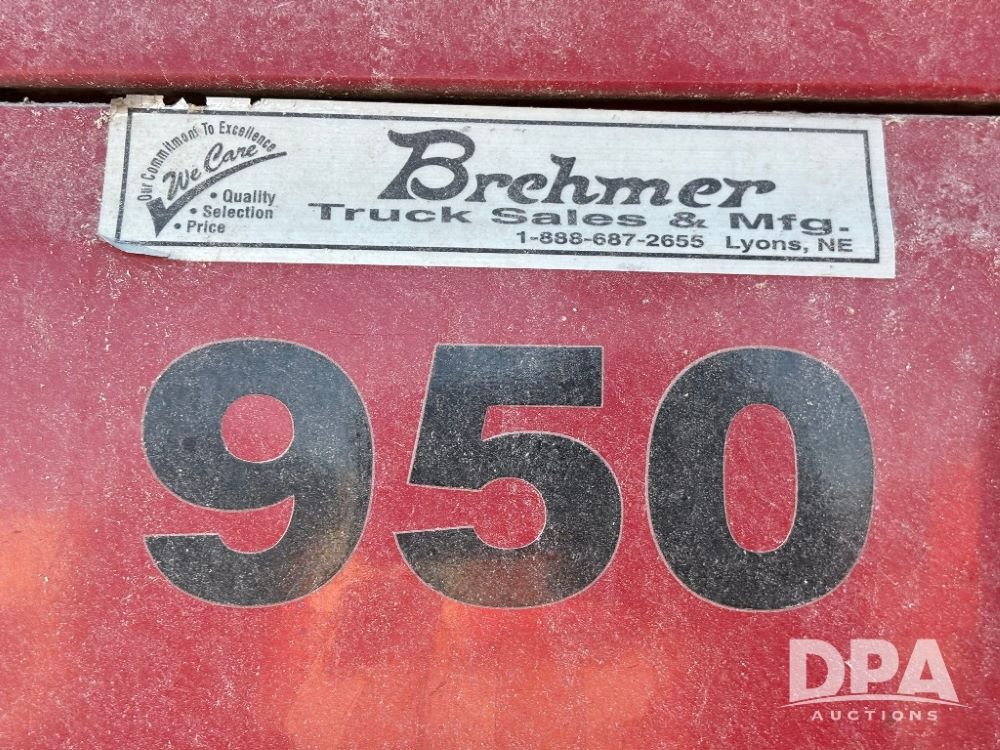 Our Commitment To Excellence
We Care
• Quality
• Selection
• Price
Brehmer
Truck Sales & Mfg.
1-888-687-2655 Lyons, NE
950
DPA
AUCTIONS